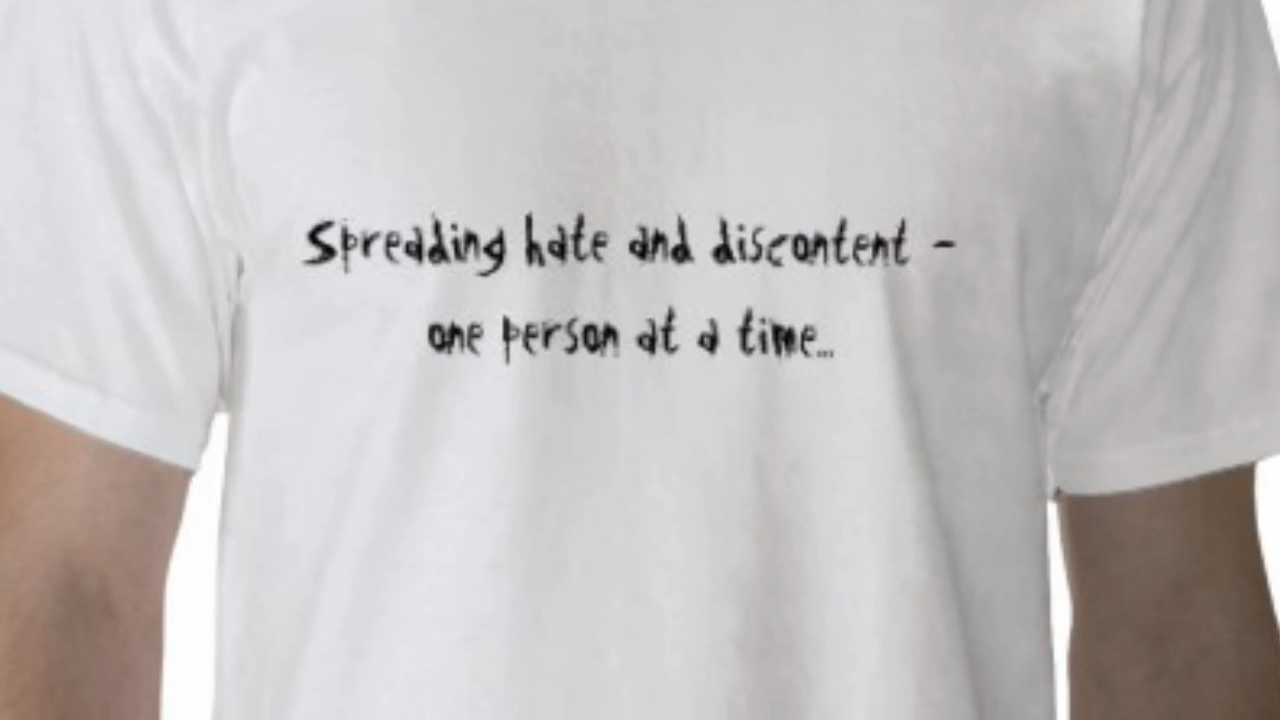 Spreading hate and discontent -
one person at a time...